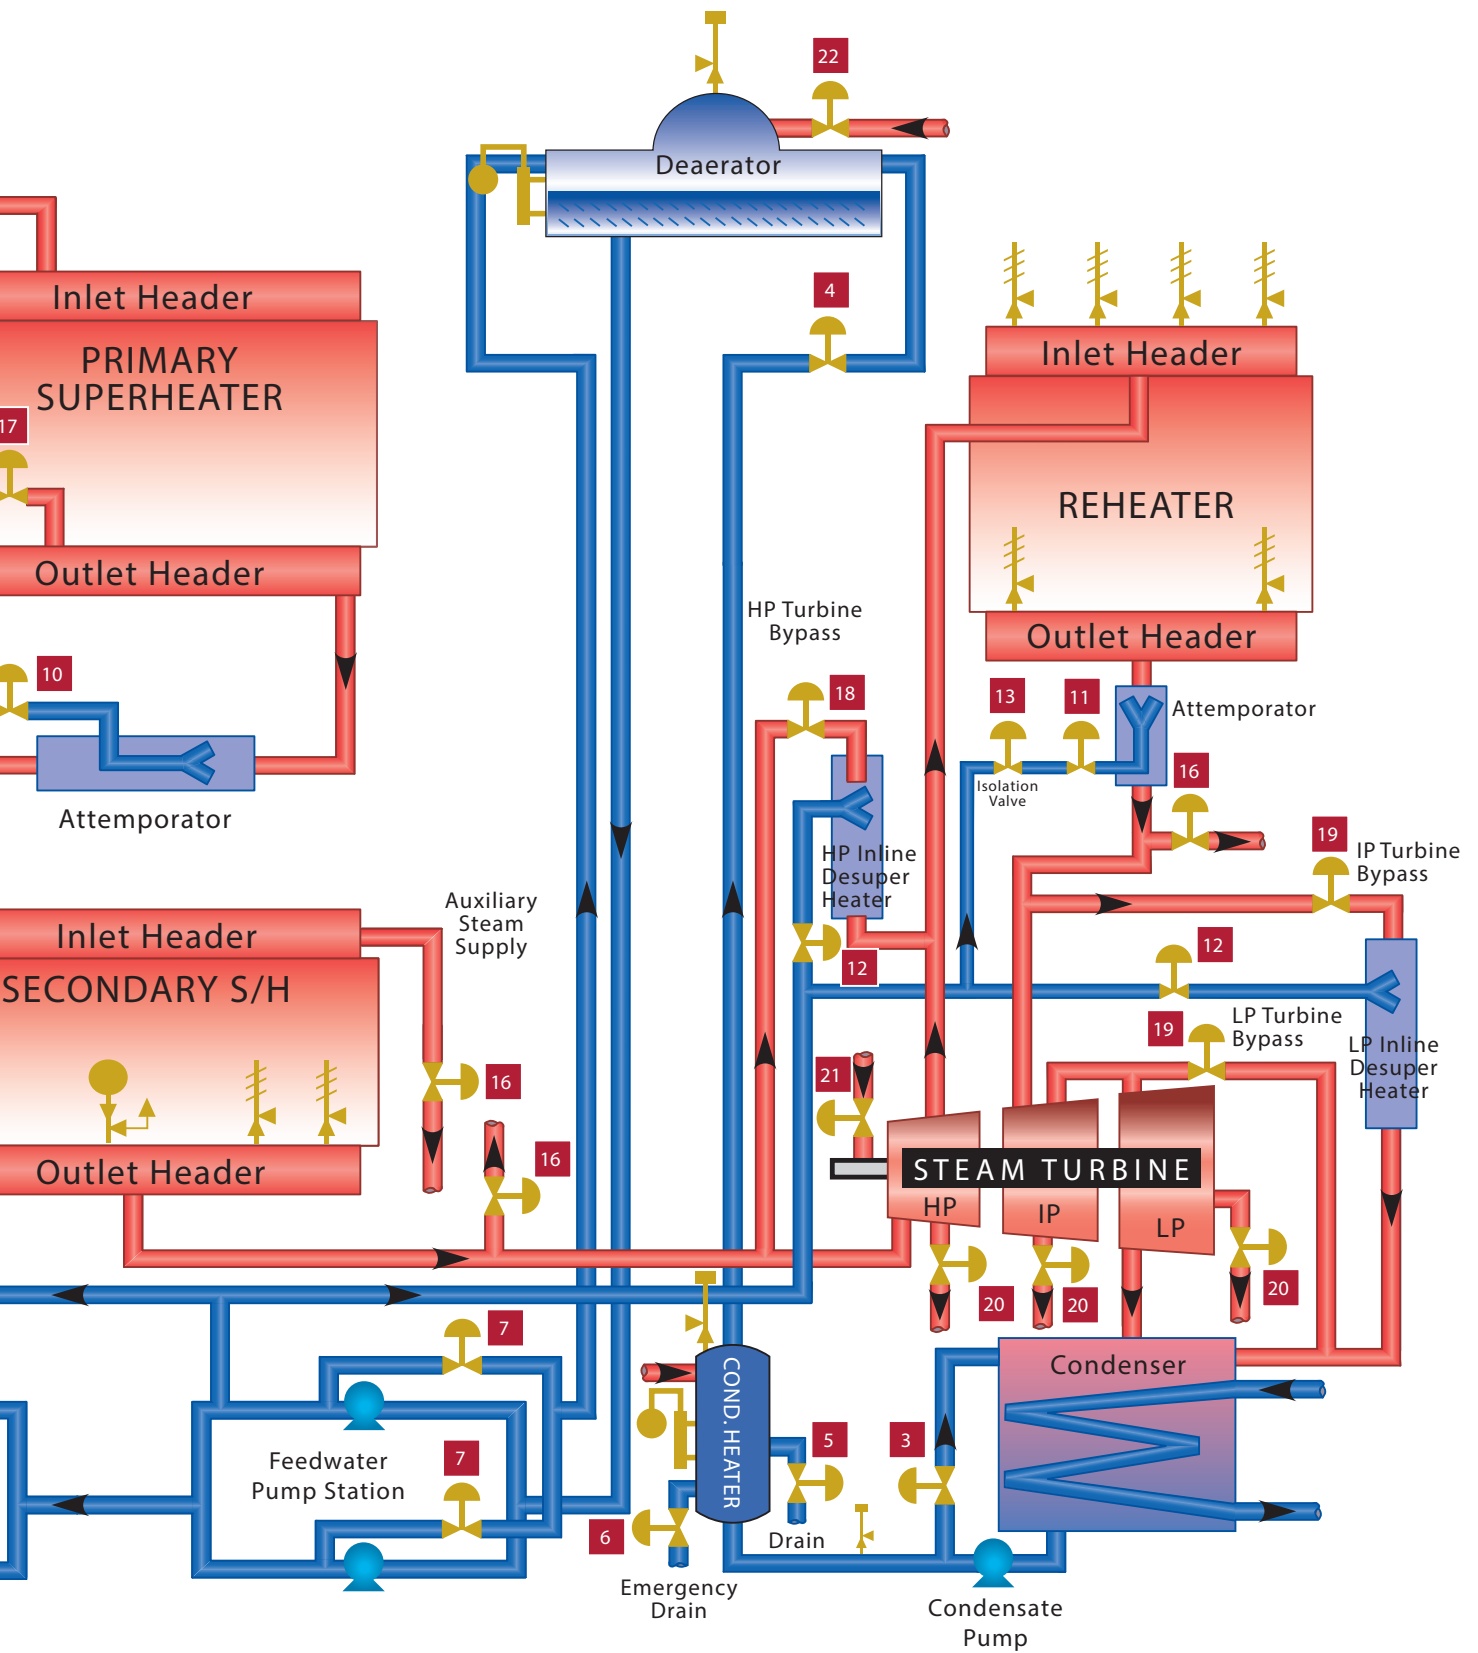 22
Deaerator
4
Inlet Header
PRIMARY
SUPERHEATER
17
Outlet Header
10
Attemporator
Inlet Header
REHEATER
Outlet Header
HP Turbine
Bypass
18
13
11
Attemporator
Isolation
Valve
16
19
IP Turbine
Bypass
HP Inline
Desuper
Heater
12
12
Auxiliary
Steam
Supply
Inlet Header
SECONDARY S/H
Outlet Header
16
16
21
19
LP Turbine
Bypass
LP Inline
Desuper
Heater
STEAM TURBINE
HP
IP
LP
20
20
20
7
Feedwater
Pump Station
7
COND. HEATER
5
3
Condenser
6
Drain
Emergency
Drain
Condensate
Pump